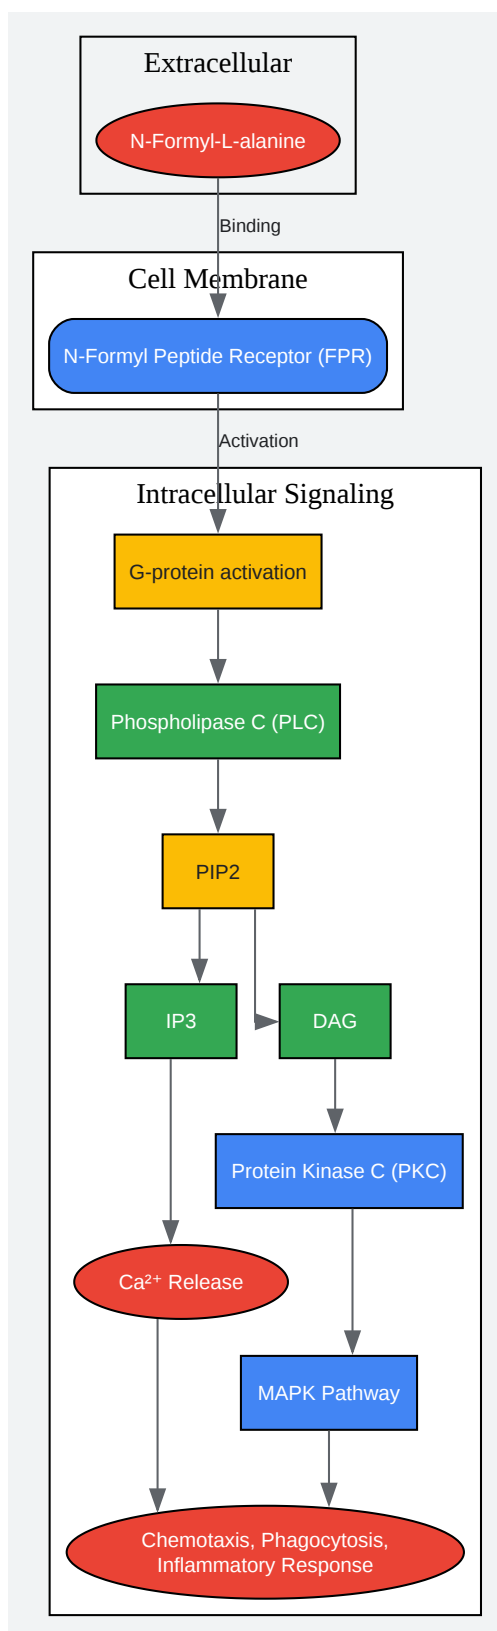 Extracellular
N-Formyl-L-alanine
Binding
Cell Membrane
N-Formyl Peptide Receptor (FPR)
Activation
Intracellular Signaling
G-protein activation
Phospholipase C (PLC)
PIP2
IP3
DAG
Protein Kinase C (PKC)
Ca²⁺ Release
MAPK Pathway
Chemotaxis, Phagocytosis,
Inflammatory Response